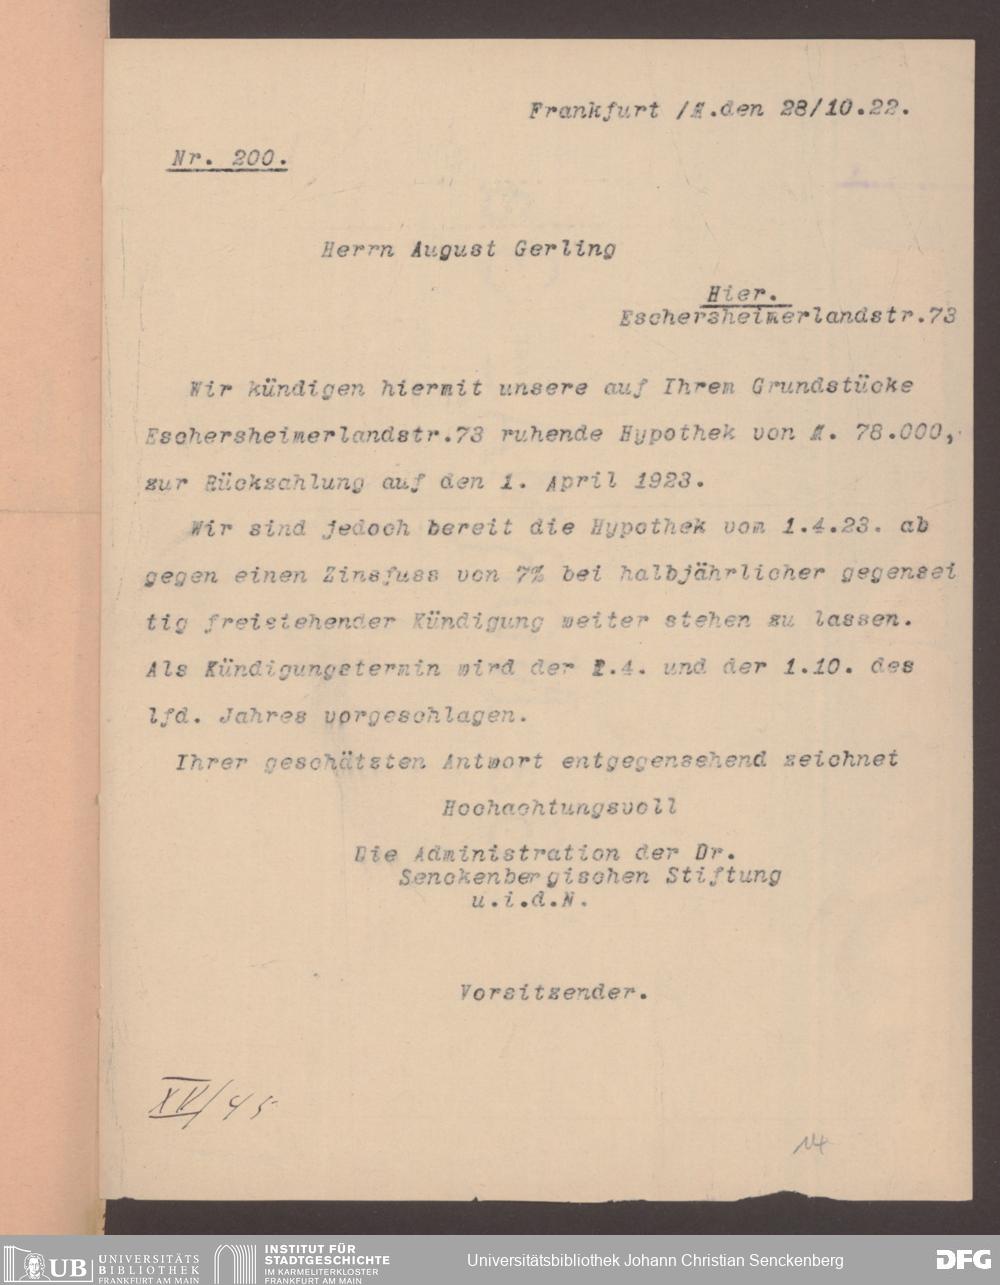 Frankfurt /M.den 28/10.22.
Nr. 200.
Herrn August Gerling
Hier.
Eschersheimerlandstr.73
Wir kündigen hiermit unsere auf Ihrem Grundstücke
Eschersheimerlandstr.73 ruhende Hypothek von M. 78.000,-
zur Rückzahlung auf den 1. April 1923.
Wir sind jedoch bereit die Hypothek vom 1.4.23. ab
gegen einen Zinsfuss von 7% bei halbjährlicher gegensei
tig freistehender Kündigung weiter stehen zu lassen.
Als Kündigungstermin wird der 1.4. und der 1.10. des
lfd. Jahres vorgeschlagen.
Ihrer geschätzten Antwort entgegensehend zeichnet
Hochachtungsvoll
Die Administration der Dr.
Senckenbergischen Stiftung
u.i.d.N.
Vorsitzender.
XV/45
14
UB UNIVERSITÄTS
BIBLIOTHEK
FRANKFURT AM MAIN
INSTITUT FÜR
STADTGESCHICHTE
IM KARMELITERKLOSTER
FRANKFURT AM MAIN
Universitätsbibliothek Johann Christian Senckenberg
DFG